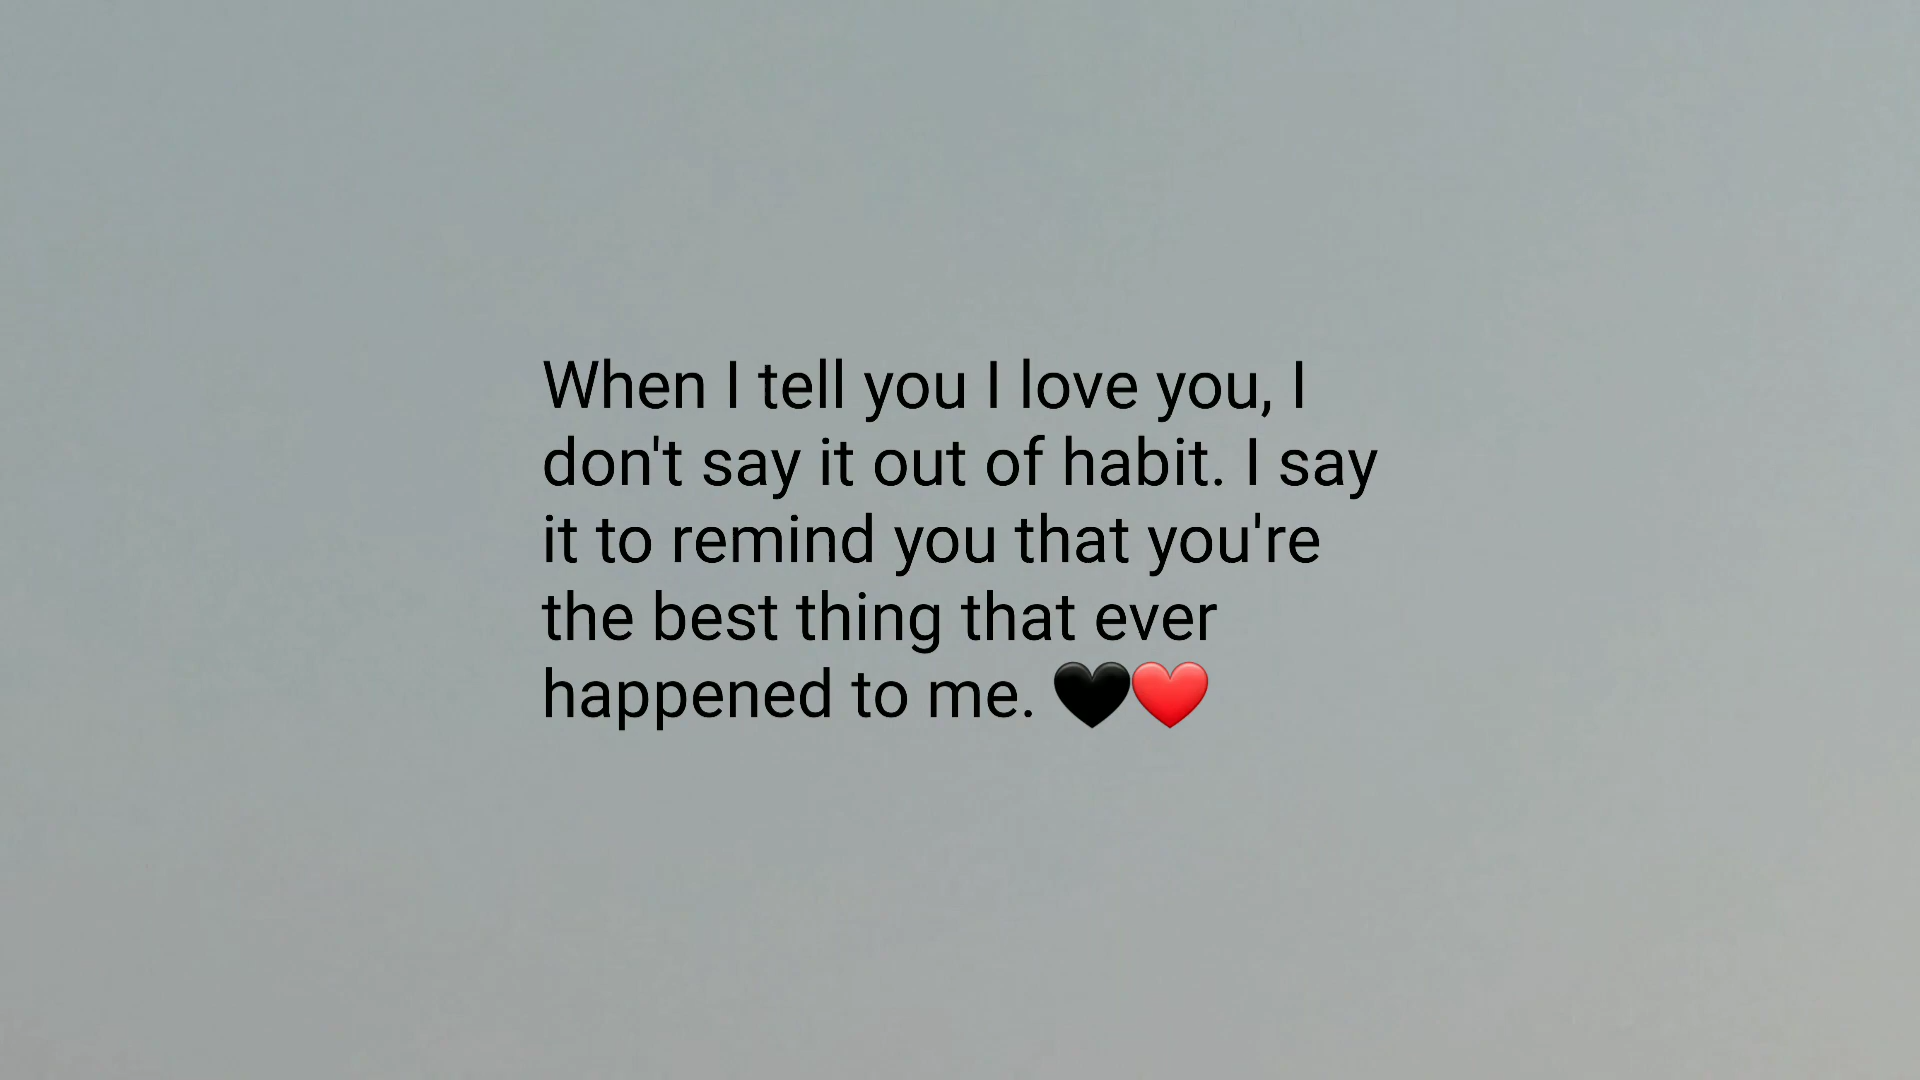 When I tell you I love you, I
don't say it out of habit. I say
it to remind you that you're
the best thing that ever
happened to me. 🖤❤️